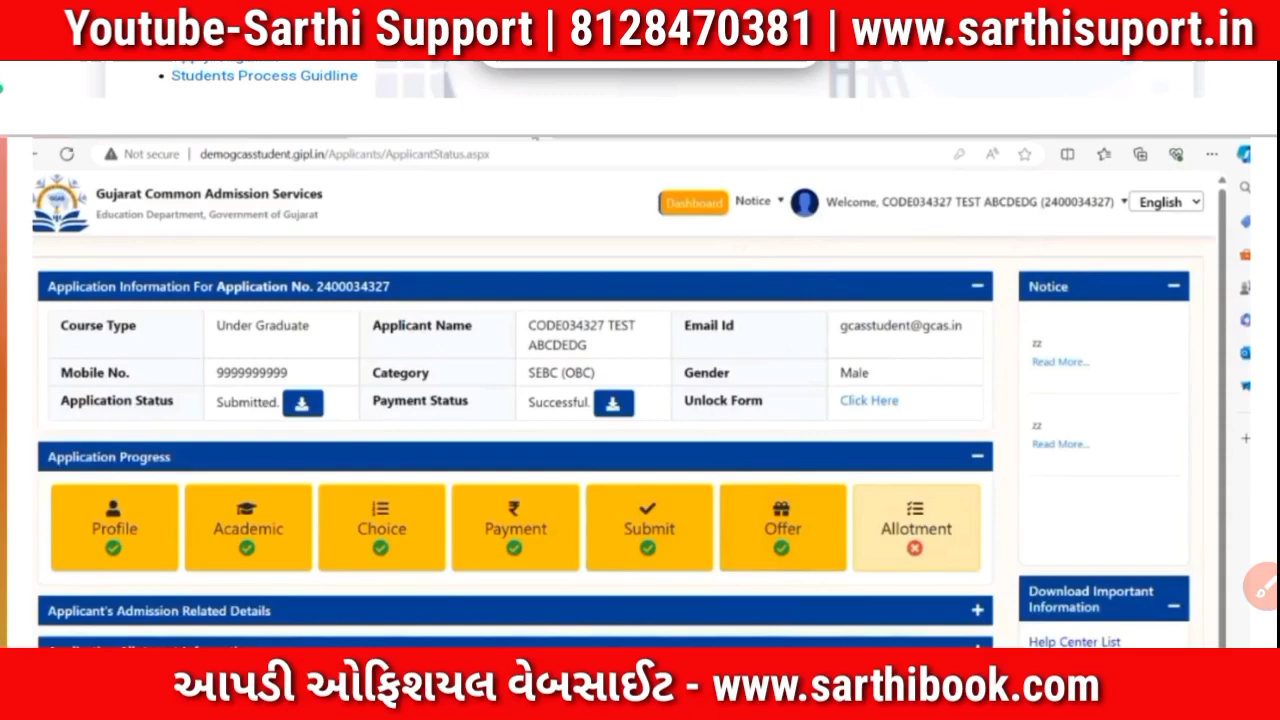 Youtube-Sarthi Support | 8128470381 | www.sarthisuport.in
• Students Process Guidline
Not secure | demogcasstudent.gipl.in/Applicants/ApplicantStatus.aspx
Gujarat Common Admission Services
Education Department, Government of Gujarat
Dashboard Notice Welcome, CODE034327 TEST ABCDEDG (2400034327) English
Application Information For Application No. 2400034327
Course Type Under Graduate Applicant Name CODE034327 TEST ABCDEDG Email Id gcasstudent@gcas.in
Mobile No. 9999999999 Category SEBC (OBC) Gender Male
Application Status Submitted. Payment Status Successful. Unlock Form Click Here
Application Progress
Profile Academic Choice Payment Submit Offer Allotment
Applicant's Admission Related Details
Notice
zz
Read More...
zz
Read More...
Download Important
Information
Help Center List
આપડી ઓફિશયલ વેબસાઈટ - www.sarthibook.com